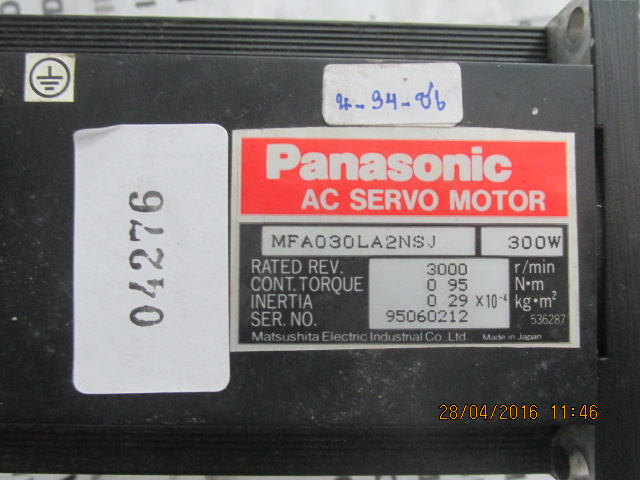 Panasonic
AC SERVO MOTOR
MFA030LA2NSJ 300W
RATED REV. 3000 r/min
CONT. TORQUE 0 95 N•m
INERTIA 0 29 ×10⁻⁴ kg•m²
SER. NO. 95060212 536287
Matsushita Electric Industrial Co., Ltd Made in Japan
04276
28/04/2016 11:46